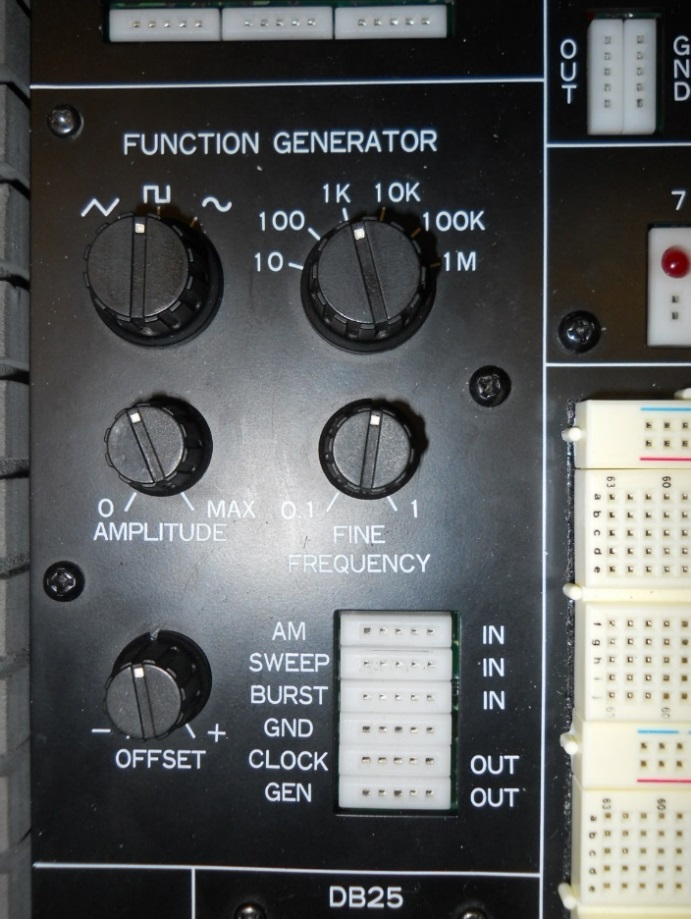 OUT
GND
FUNCTION GENERATOR
7
1K 10K
100 100K
10 1M
0 MAX
AMPLITUDE
0.1 1
FINE
FREQUENCY
AM IN
SWEEP IN
BURST IN
GND
CLOCK OUT
GEN OUT
- +
OFFSET
DB25
63 60
a
b
c
d
e
f
g
h
i
j
63 60
a
b
c
d
e